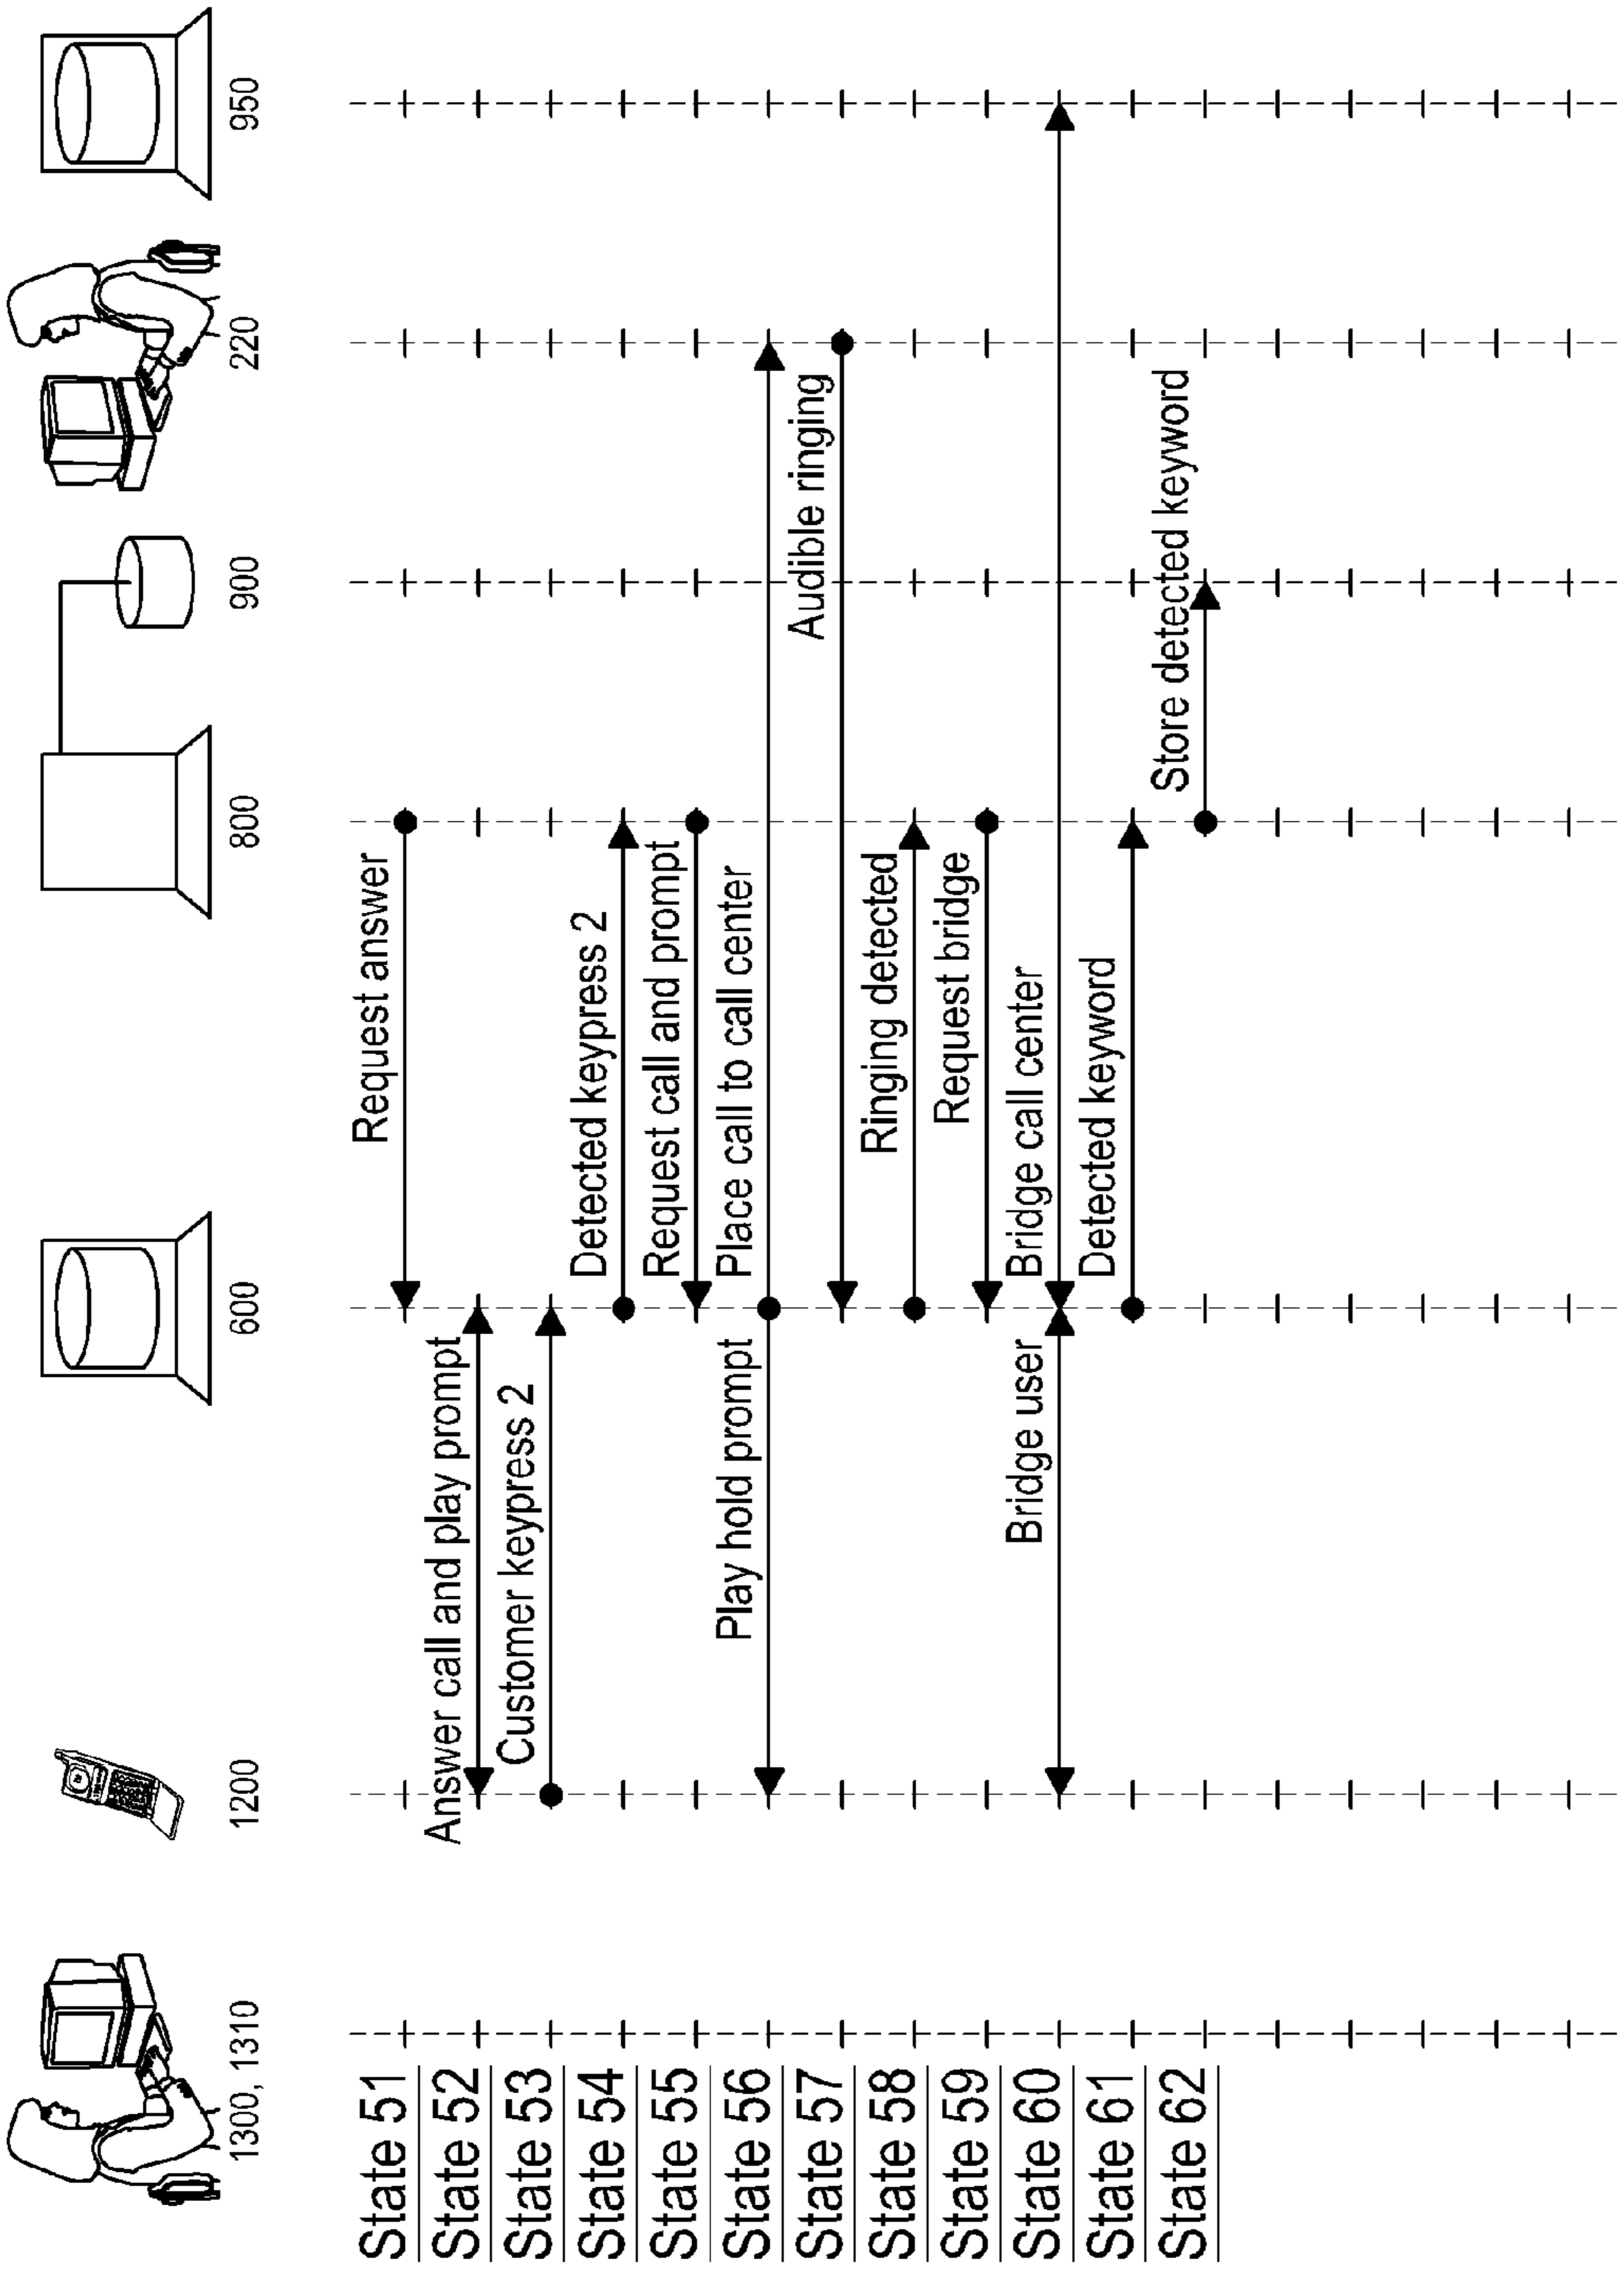 1300, 1310
1200
600
800
900
220
950
State 51
Request answer
State 52
Answer call and play prompt
State 53
Customer keypress 2
State 54
Detected keypress 2
State 55
Request call and prompt
State 56
Play hold prompt
Place call to call center
State 57
Audible ringing
State 58
Ringing detected
State 59
Request bridge
State 60
Bridge user
Bridge call center
State 61
Detected keyword
State 62
Store detected keyword